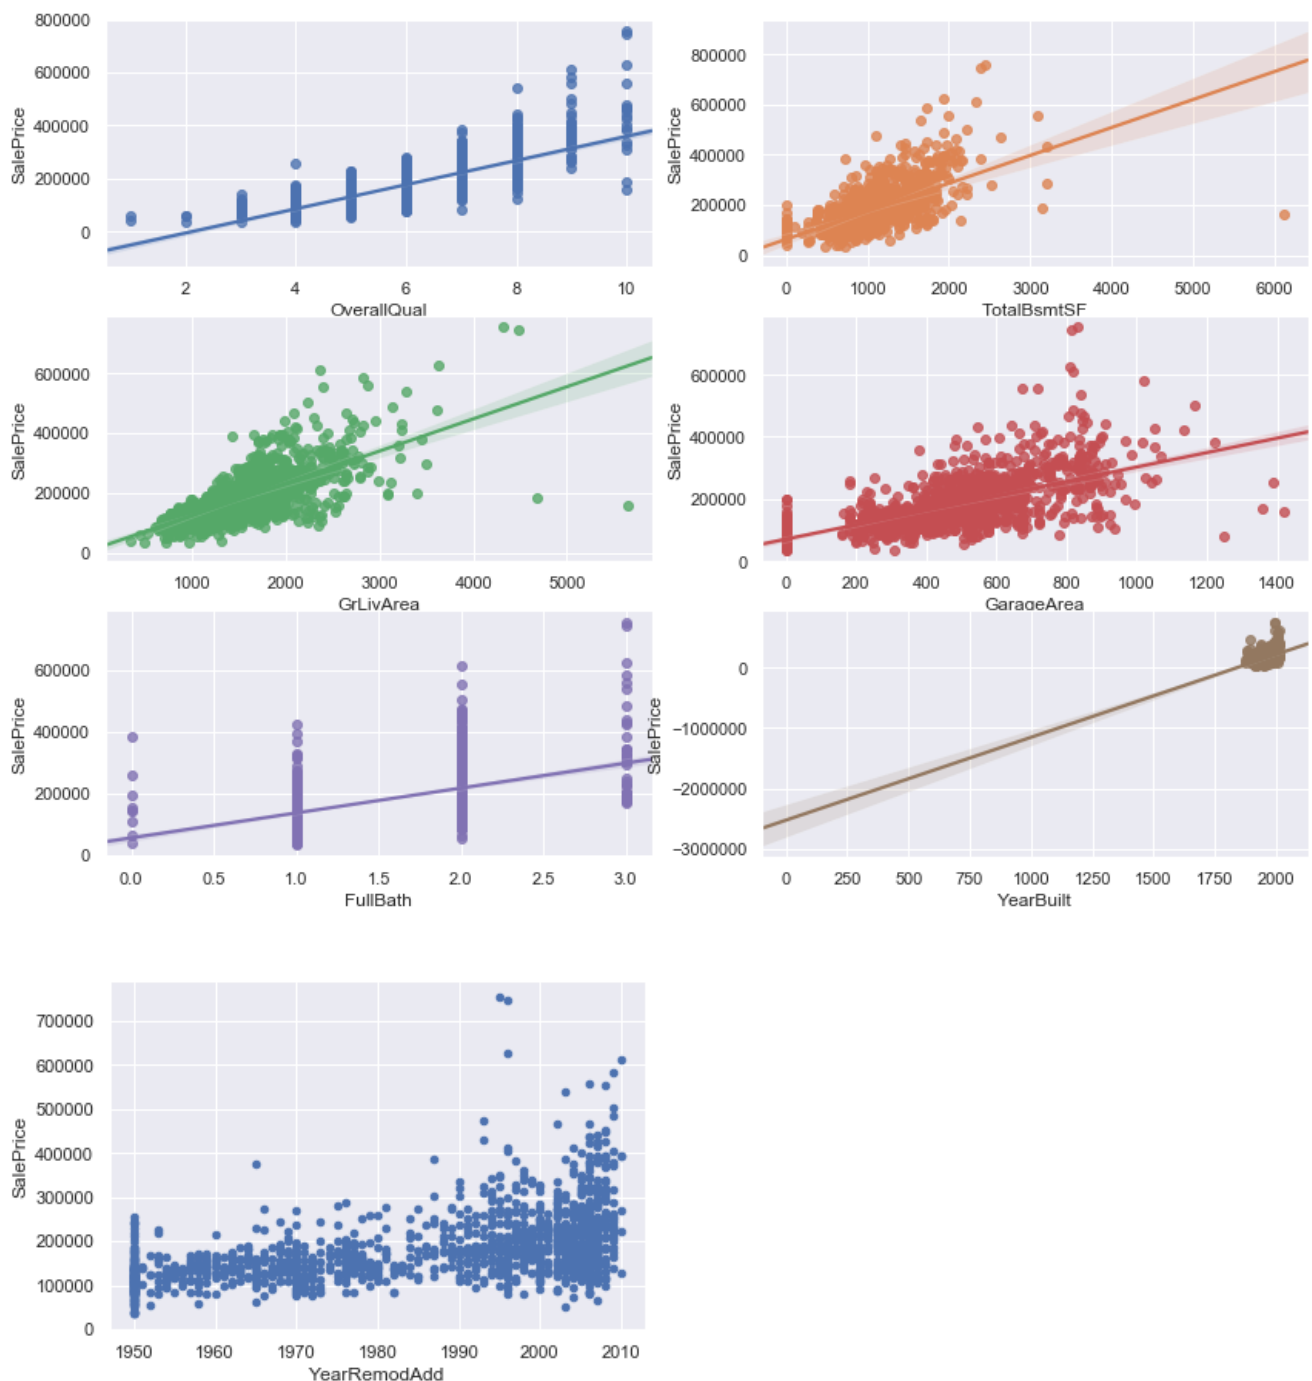 800000
600000
400000
200000
0
SalePrice
2 4 6 8 10
OverallQual
800000
600000
400000
200000
0
SalePrice
0 1000 2000 3000 4000 5000 6000
TotalBsmtSF
600000
400000
200000
0
SalePrice
1000 2000 3000 4000 5000
GrLivArea
600000
400000
200000
0
SalePrice
0 200 400 600 800 1000 1200 1400
GarageArea
600000
400000
200000
0
SalePrice
0.0 0.5 1.0 1.5 2.0 2.5 3.0
FullBath
0
−1000000
−2000000
−3000000
SalePrice
0 250 500 750 1000 1250 1500 1750 2000
YearBuilt
700000
600000
500000
400000
300000
200000
100000
0
SalePrice
1950 1960 1970 1980 1990 2000 2010
YearRemodAdd